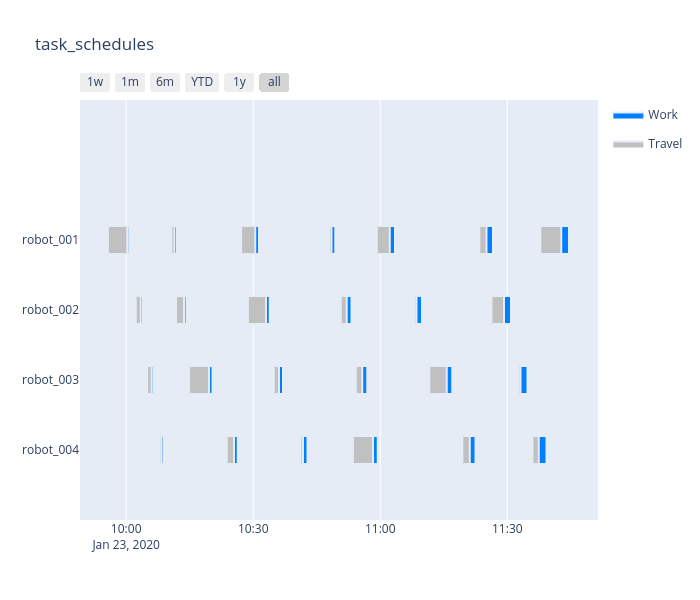 task_schedules
1w 1m 6m YTD 1y all
Work
Travel
robot_001
robot_002
robot_003
robot_004
10:00 10:30 11:00 11:30
Jan 23, 2020